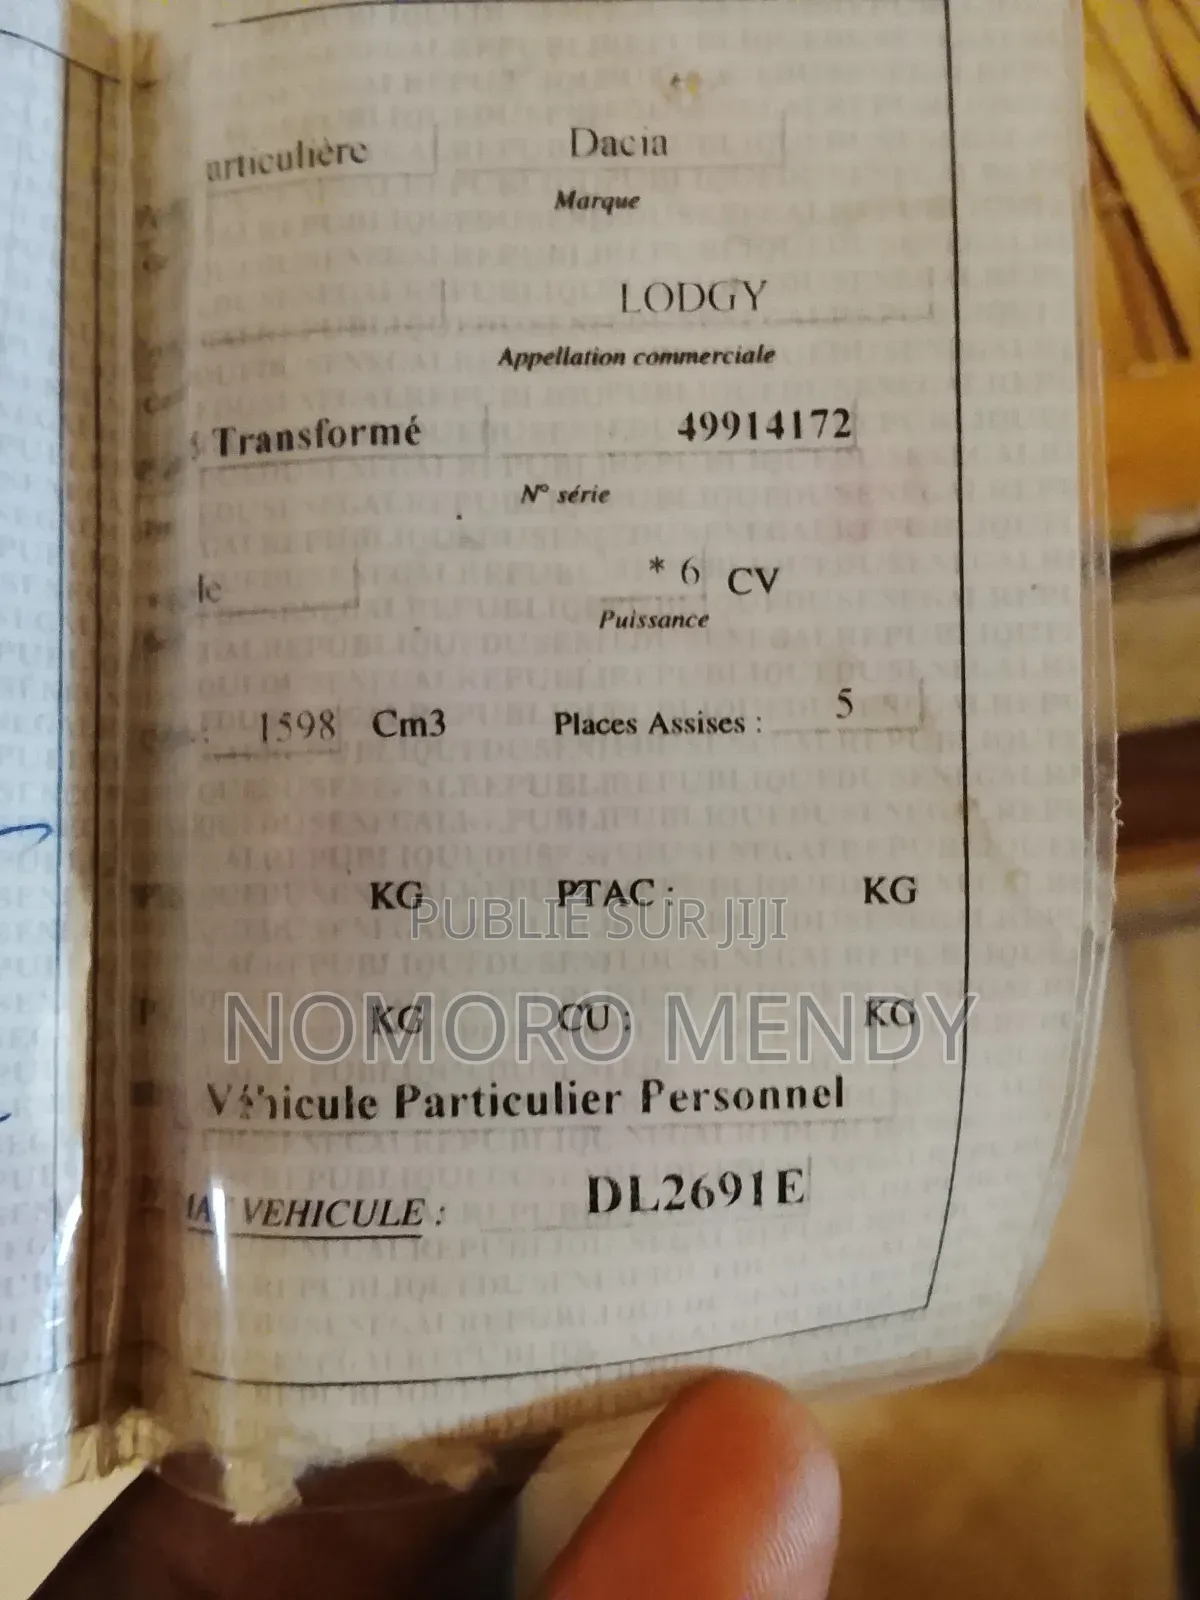 articulière Dacia
Marque
LODGY
Appellation commerciale
Transformé 49914172
N° série
le * 6 CV
Puissance
: 1598 Cm3 Places Assises : 5
KG PTAC : KG
PUBLIÉ SUR JIJI
P KG CU : KG
NOMORO MENDY
Véhicule Particulier Personnel
VEHICULE : DL2691E